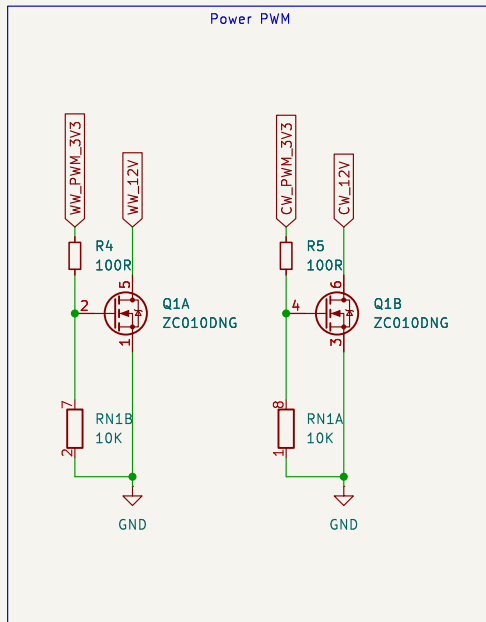 Power PWM
WW_PWM_3V3
WW_12V
CW_PWM_3V3
CW_12V
R4
100R
R5
100R
5
6
2
Q1A
ZC010DNG
4
Q1B
ZC010DNG
1
3
7
RN1B
10K
2
8
RN1A
10K
1
GND
GND